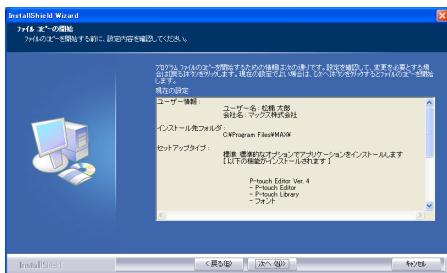 InstallShield Wizard
ファイル コピーの開始
ファイルのコピーを開始する前に、設定内容を確認してください。
プログラム ファイルのコピーを開始するための情報は次の通りです。設定を確認して、変更を必要とする場
合は[戻る]ボタンをクリックします。現在の設定でよい場合は、[次へ]ボタンをクリックするとファイルのコピーを開始
します。
現在の設定
ユーザー情報:
ユーザー名:松樹 太郎
会社名:マックス株式会社
インストール先フォルダ
C:¥Program Files¥MAX¥
セットアップタイプ:
標準 標準的なオプションでアプリケーションをインストールします
[ 以下の機能がインストールされます ]
P-touch Editor Ver. 4
- P-touch Editor
- P-touch Library
- フォント
InstallShield
< 戻る(B)
次へ (N)>
キャンセル